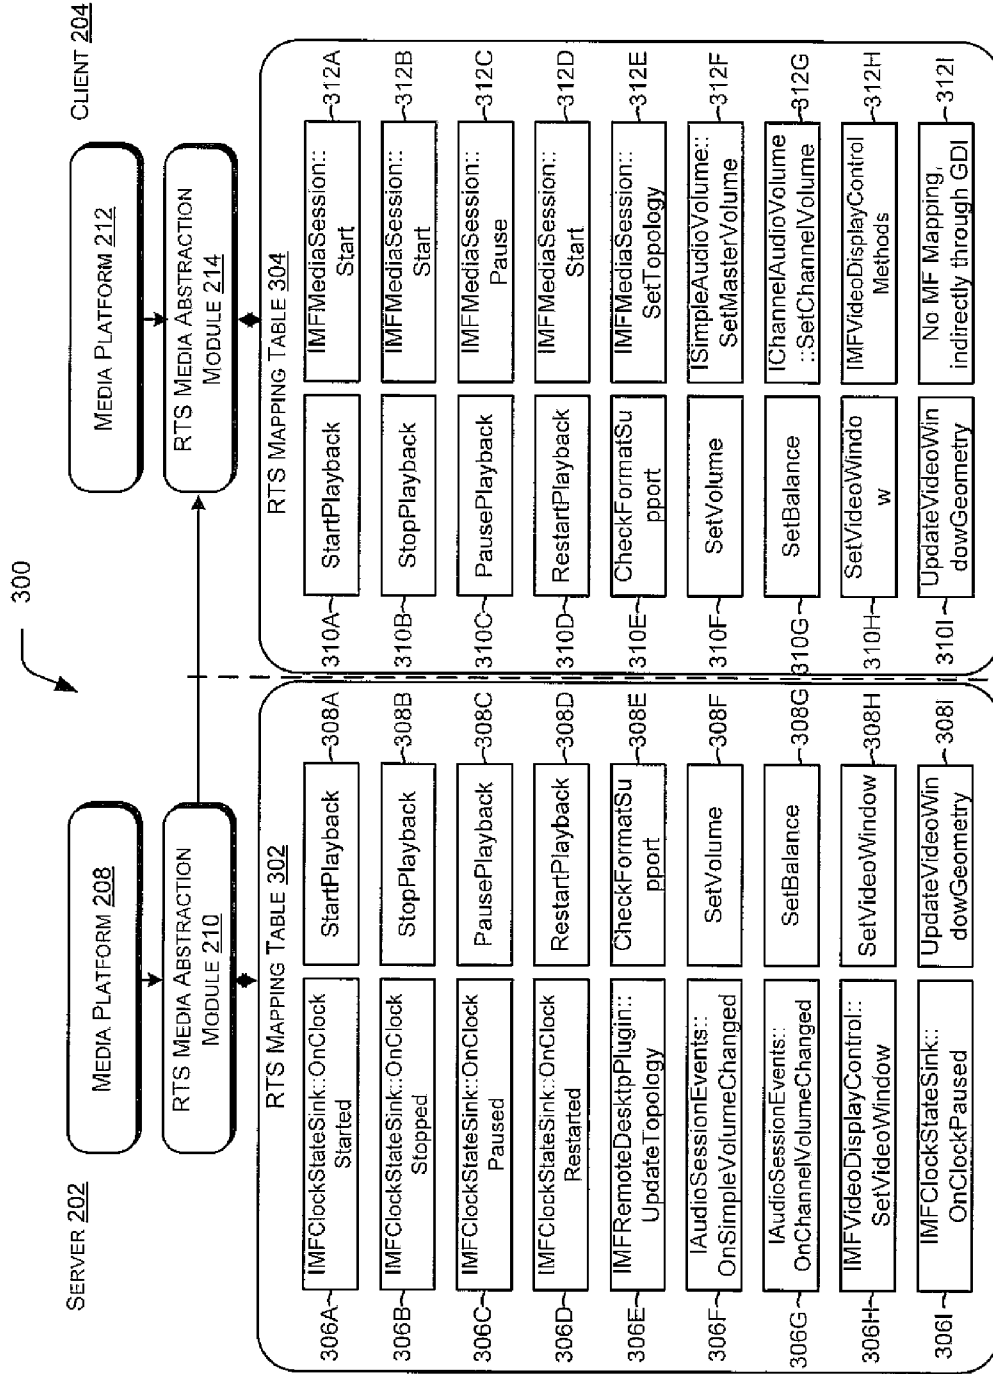 300
SERVER 202
CLIENT 204
MEDIA PLATFORM 208
MEDIA PLATFORM 212
RTS MEDIA ABSTRACTION
MODULE 210
RTS MEDIA ABSTRACTION
MODULE 214
RTS MAPPING TABLE 302
306A
IMFClockStateSink::OnClock
Started
StartPlayback
308A
306B
IMFClockStateSink::OnClock
Stopped
StopPlayback
308B
306C
IMFClockStateSink::OnClock
Paused
PausePlayback
308C
306D
IMFClockStateSink::OnClock
Restarted
RestartPlayback
308D
306E
IMFRemoteDesktpPlugin::
UpdateTopology
CheckFormatSu
pport
308E
306F
IAudioSessionEvents::
OnSimpleVolumeChanged
SetVolume
308F
306G
IAudioSessionEvents::
OnChannelVolumeChanged
SetBalance
308G
306H
IMFVideoDisplayControl::
SetVideoWindow
SetVideoWindow
308H
306I
IMFClockStateSink::
OnClockPaused
UpdateVideoWin
dowGeometry
308I
RTS MAPPING TABLE 304
310A
StartPlayback
IMFMediaSession::
Start
312A
310B
StopPlayback
IMFMediaSession::
Start
312B
310C
PausePlayback
IMFMediaSession::
Pause
312C
310D
RestartPlayback
IMFMediaSession::
Start
312D
310E
CheckFormatSu
pport
IMFMediaSession::
SetTopology
312E
310F
SetVolume
ISimpleAudioVolume::
SetMasterVolume
312F
310G
SetBalance
IChannelAudioVolume
::SetChannelVolume
312G
310H
SetVideoWindo
w
IMFVideoDisplayControl
Methods
312H
310I
UpdateVideoWin
dowGeometry
No MF Mapping,
indirectly through GDI
312I